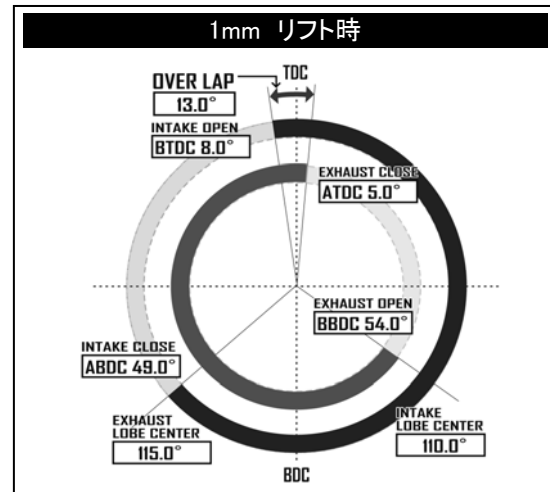 1mm リフト時
TDC
OVER LAP
13.0°
INTAKE OPEN
BTDC 8.0°
EXHAUST CLOSE
ATDC 5.0°
EXHAUST OPEN
BBDC 54.0°
INTAKE CLOSE
ABDC 49.0°
EXHAUST
LOBE CENTER
115.0°
INTAKE
LOBE CENTER
110.0°
BDC